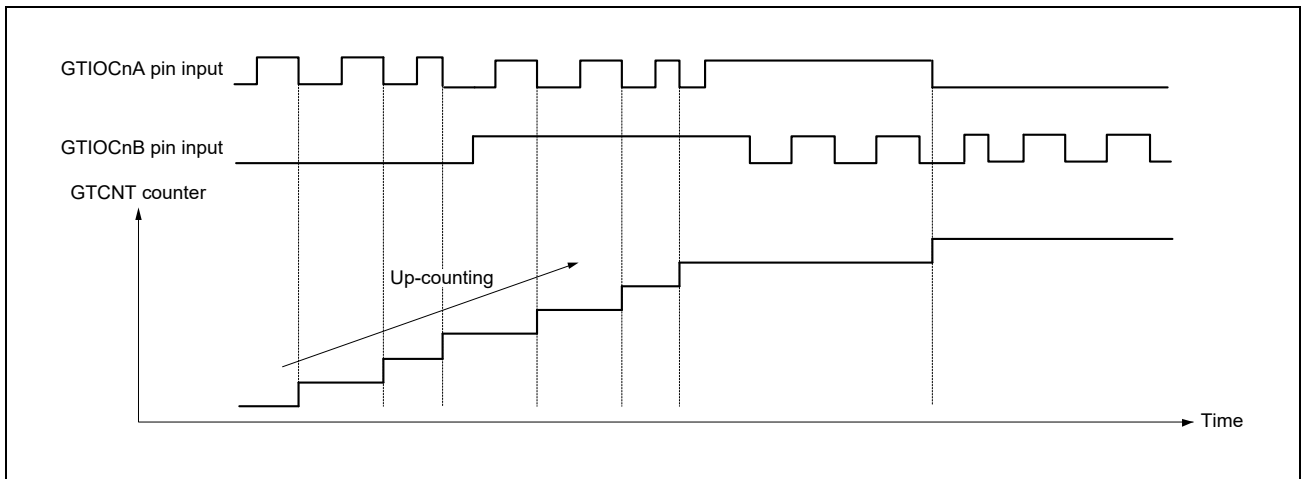 GTIOCnA pin input
GTIOCnB pin input
GTCNT counter
Up-counting
Time